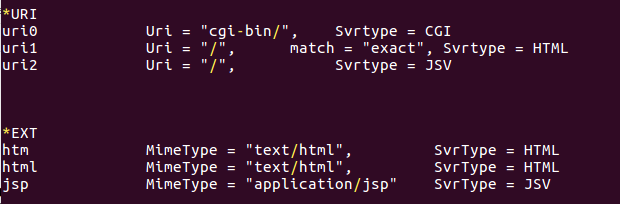 *URI
uri0 Uri = "cgi-bin/", Svrtype = CGI
uri1 Uri = "/", match = "exact", Svrtype = HTML
uri2 Uri = "/", Svrtype = JSV
*EXT
htm MimeType = "text/html", SvrType = HTML
html MimeType = "text/html", SvrType = HTML
jsp MimeType = "application/jsp" SvrType = JSV